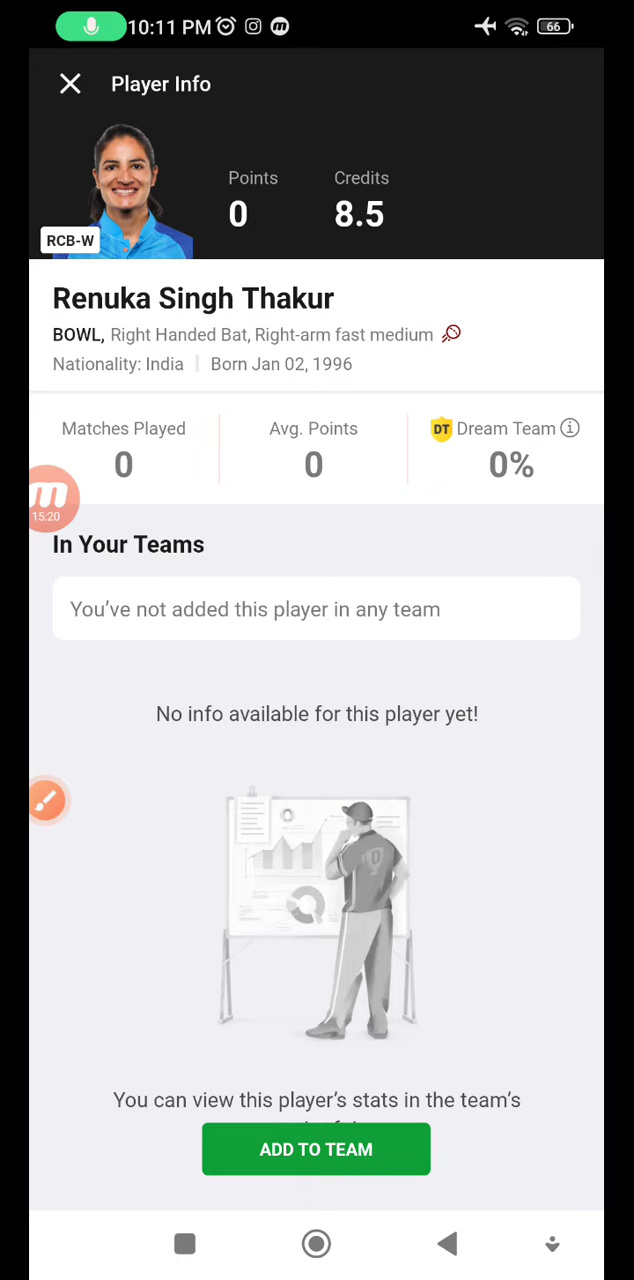 10:11 PM
66
Player Info
Points
Credits
0
8.5
RCB-W
Renuka Singh Thakur
BOWL, Right Handed Bat, Right-arm fast medium
Nationality: India | Born Jan 02, 1996
Matches Played
Avg. Points
DT Dream Team
0
0
0%
15:20
In Your Teams
You've not added this player in any team
No info available for this player yet!
You can view this player's stats in the team's
ADD TO TEAM